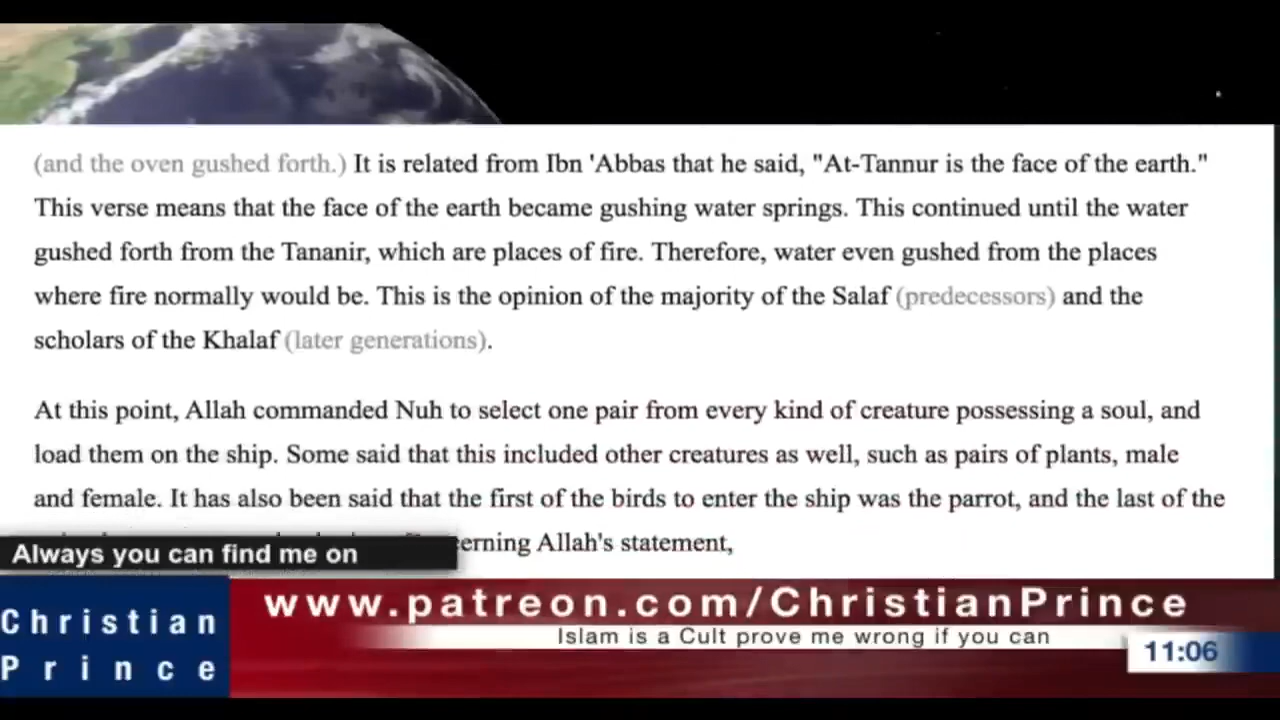 (and the oven gushed forth.) It is related from Ibn 'Abbas that he said, "At-Tannur is the face of the earth."
This verse means that the face of the earth became gushing water springs. This continued until the water
gushed forth from the Tananir, which are places of fire. Therefore, water even gushed from the places
where fire normally would be. This is the opinion of the majority of the Salaf (predecessors) and the
scholars of the Khalaf (later generations).
At this point, Allah commanded Nuh to select one pair from every kind of creature possessing a soul, and
load them on the ship. Some said that this included other creatures as well, such as pairs of plants, male
and female. It has also been said that the first of the birds to enter the ship was the parrot, and the last of the
erning Allah's statement,
Always you can find me on
www.patreon.com/ChristianPrince
Islam is a Cult prove me wrong if you can
Christian
Prince
11:06